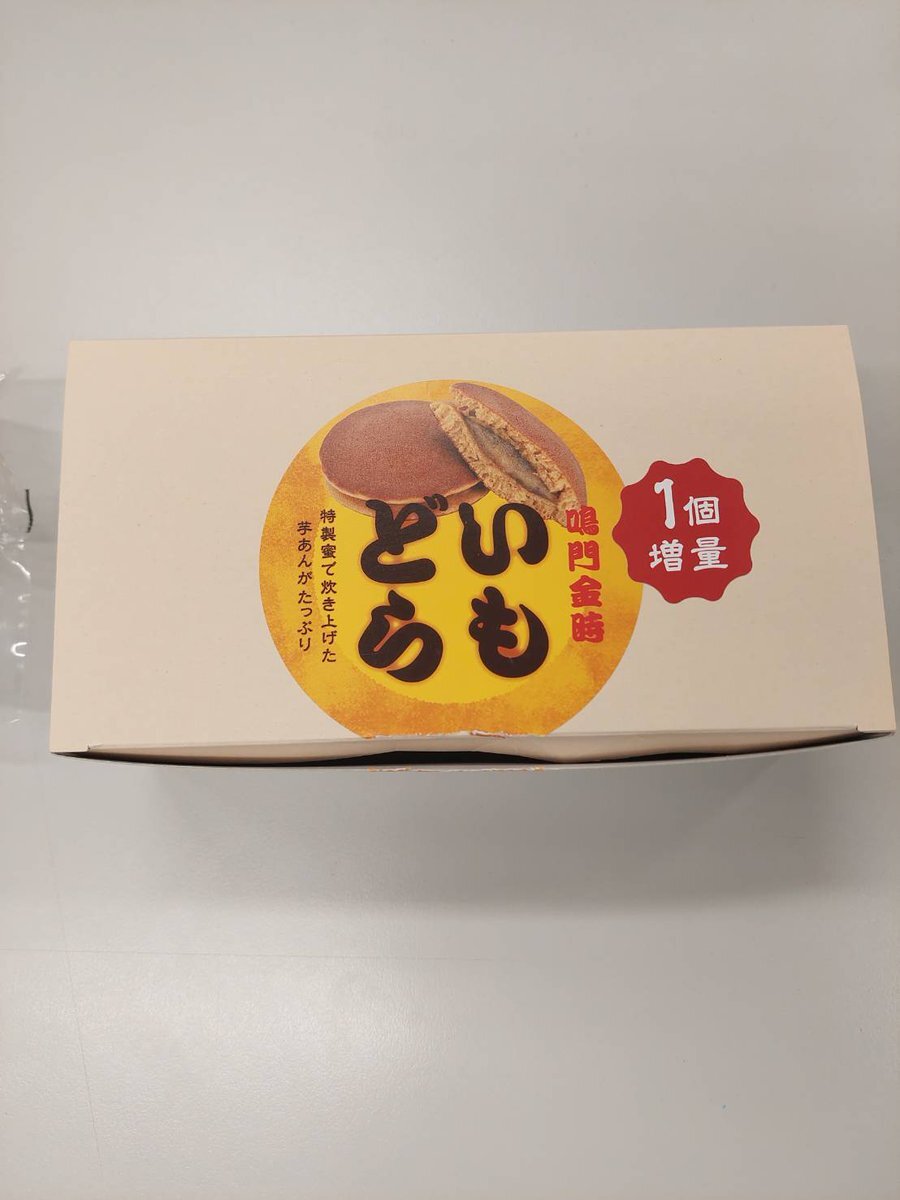 1個
増量
鳴門金時
いも
どら
特製蜜で炊き上げた
芋あんがたっぷり